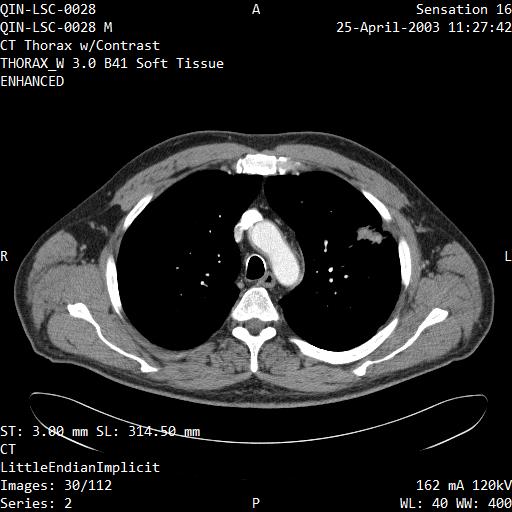 QIN-LSC-0028
A
Sensation 16
QIN-LSC-0028 M
25-April-2003 11:27:42
CT Thorax w/Contrast
THORAX_W 3.0 B41 Soft Tissue
ENHANCED
R
L
ST: 3.00 mm SL: 314.50 mm
CT
LittleEndianImplicit
Images: 30/112
162 mA 120kV
Series: 2
P
WL: 40 WW: 400